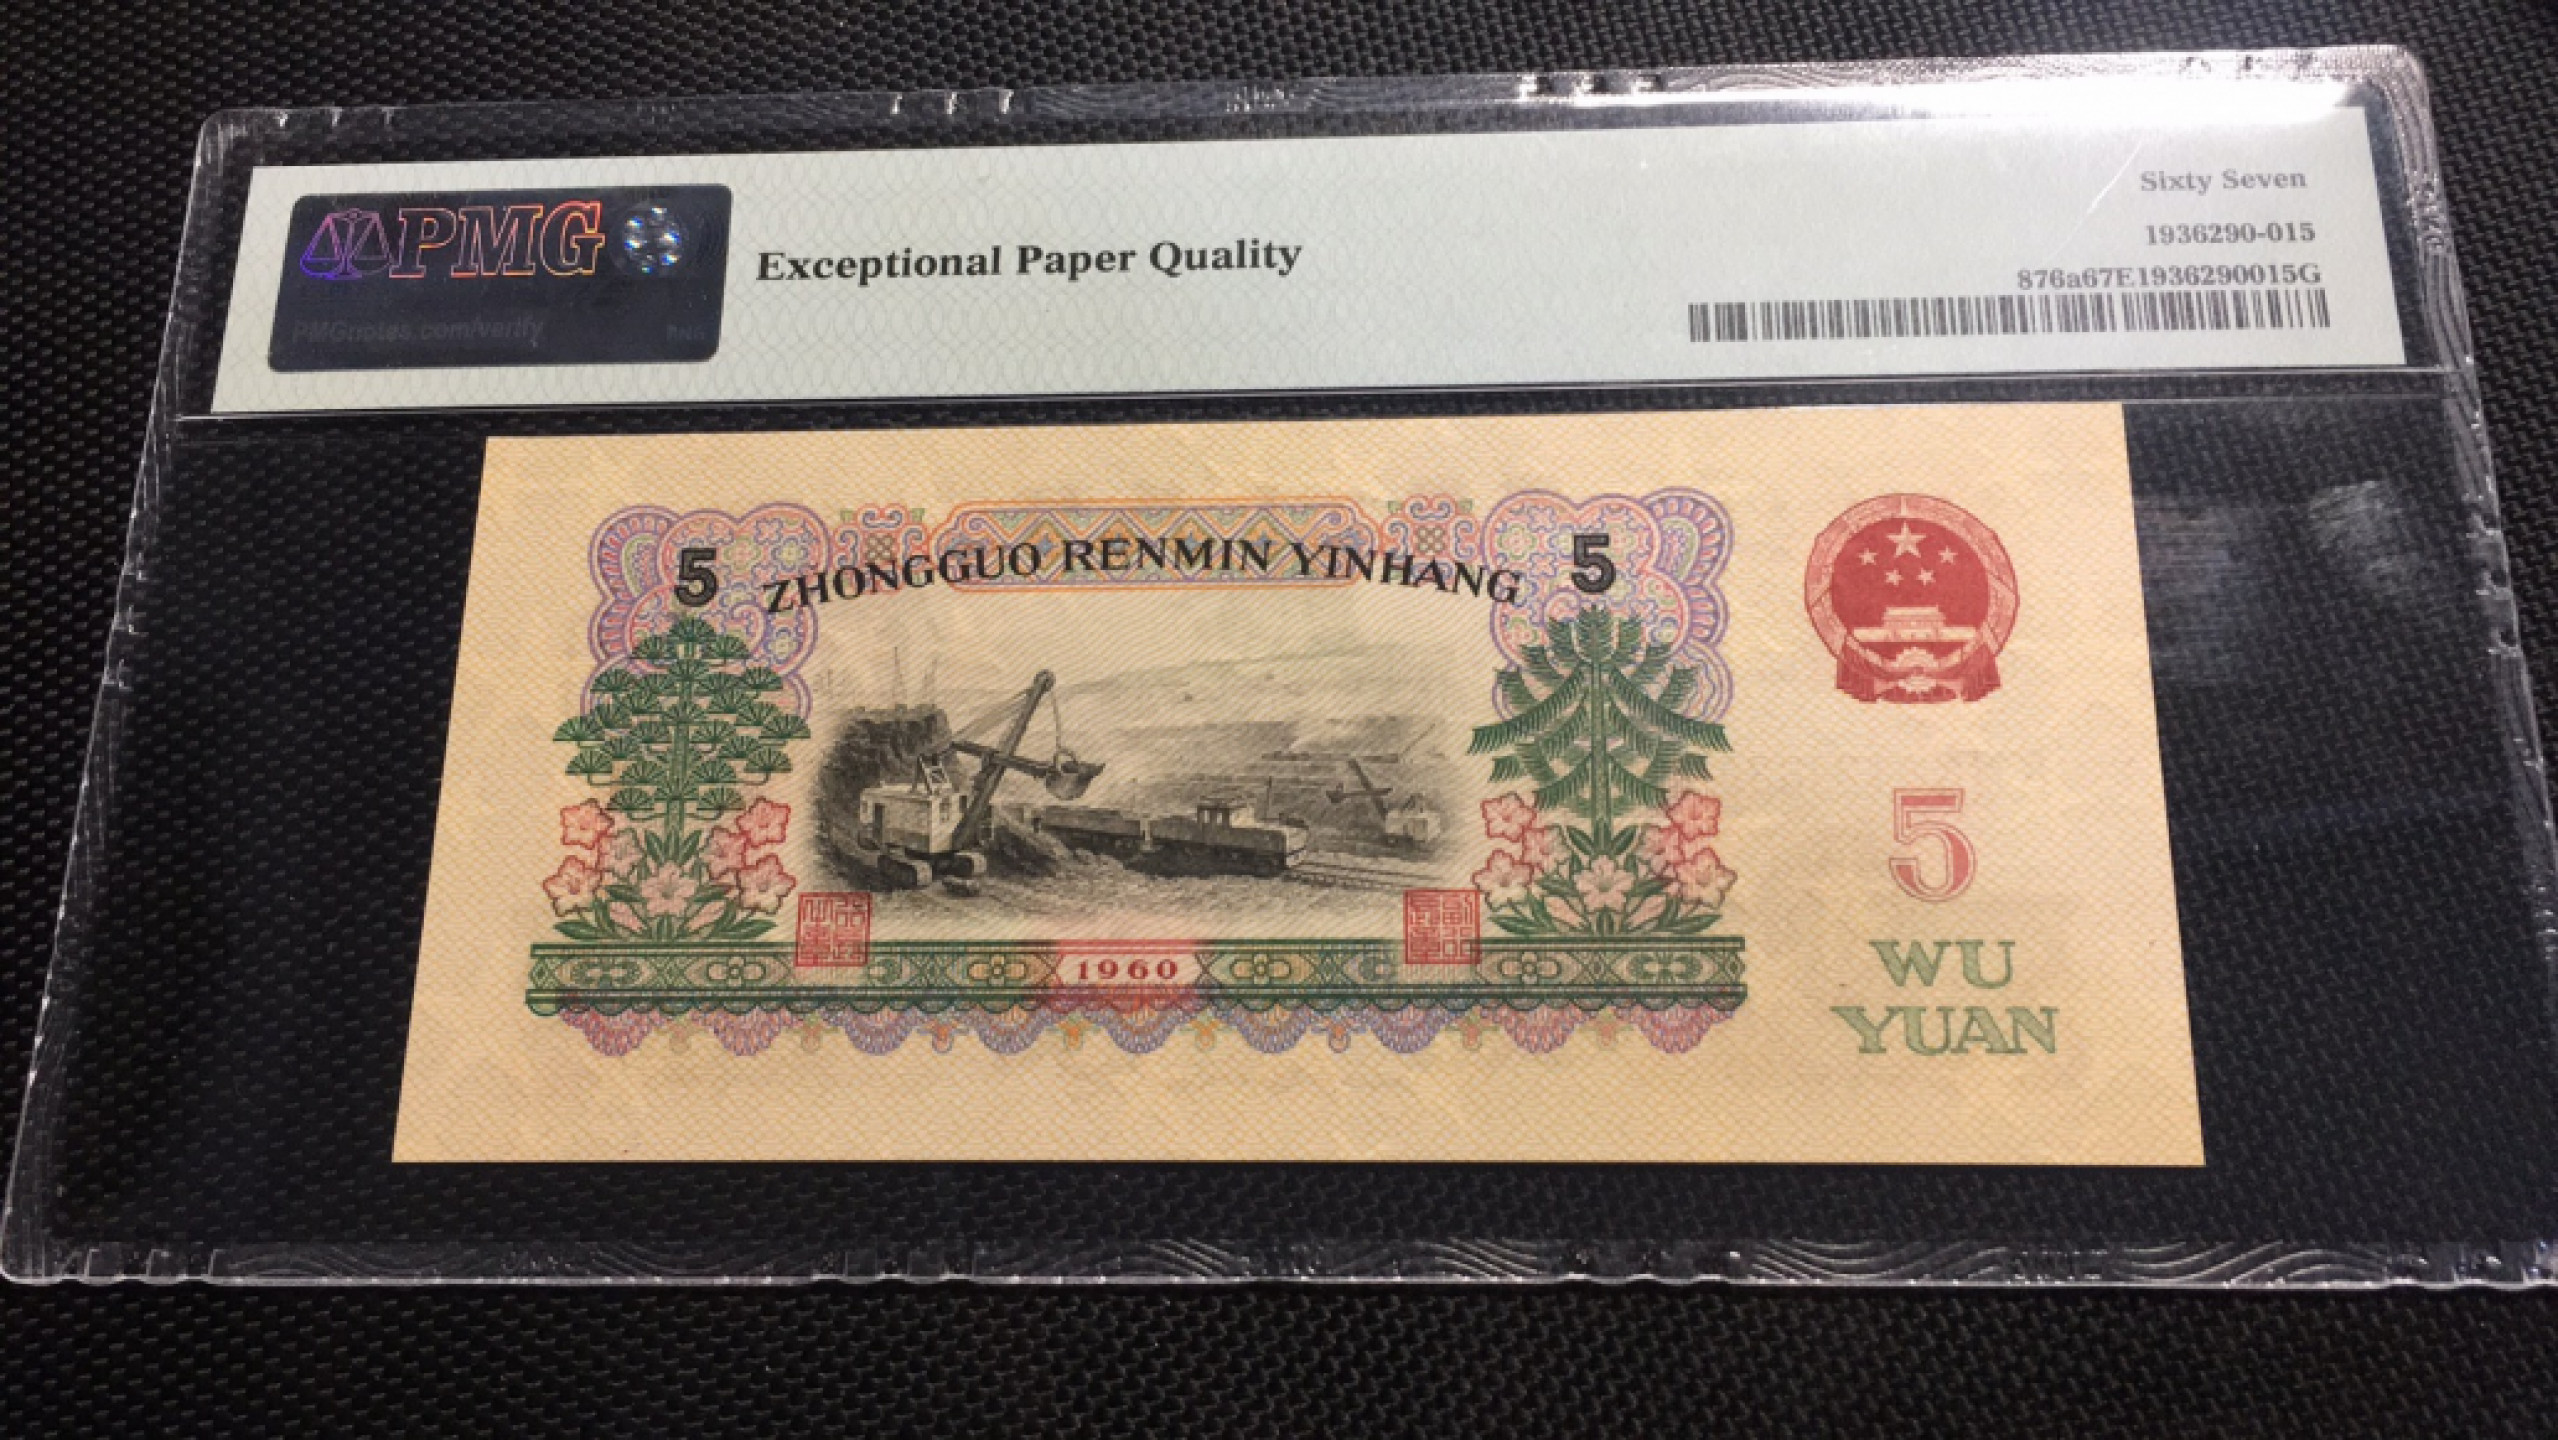 PMG
PMGnotes.com/verify
Exceptional Paper Quality
Sixty Seven
1936290-015
876a67E1936290015G
5 ZHONGGUO RENMIN YINHANG 5
1960
5
WU
YUAN